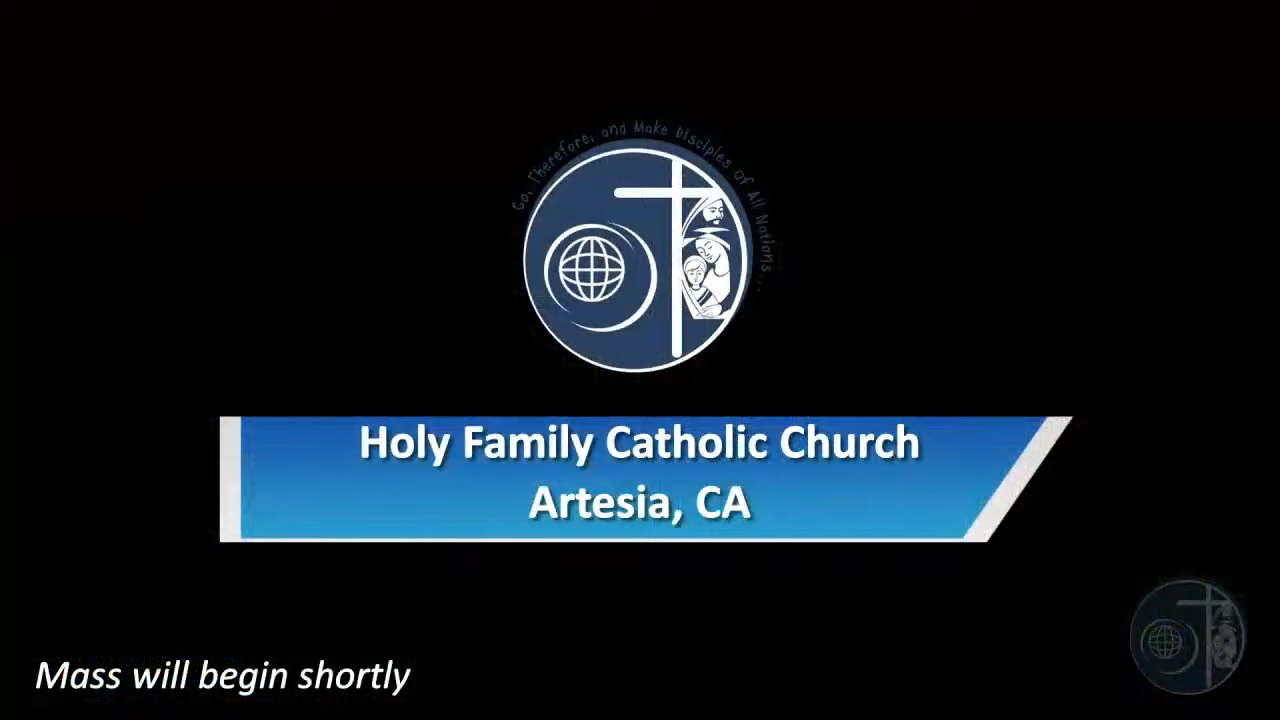 Go, Therefore, and Make Disciples of All Nations...
Holy Family Catholic Church
Artesia, CA
Mass will begin shortly